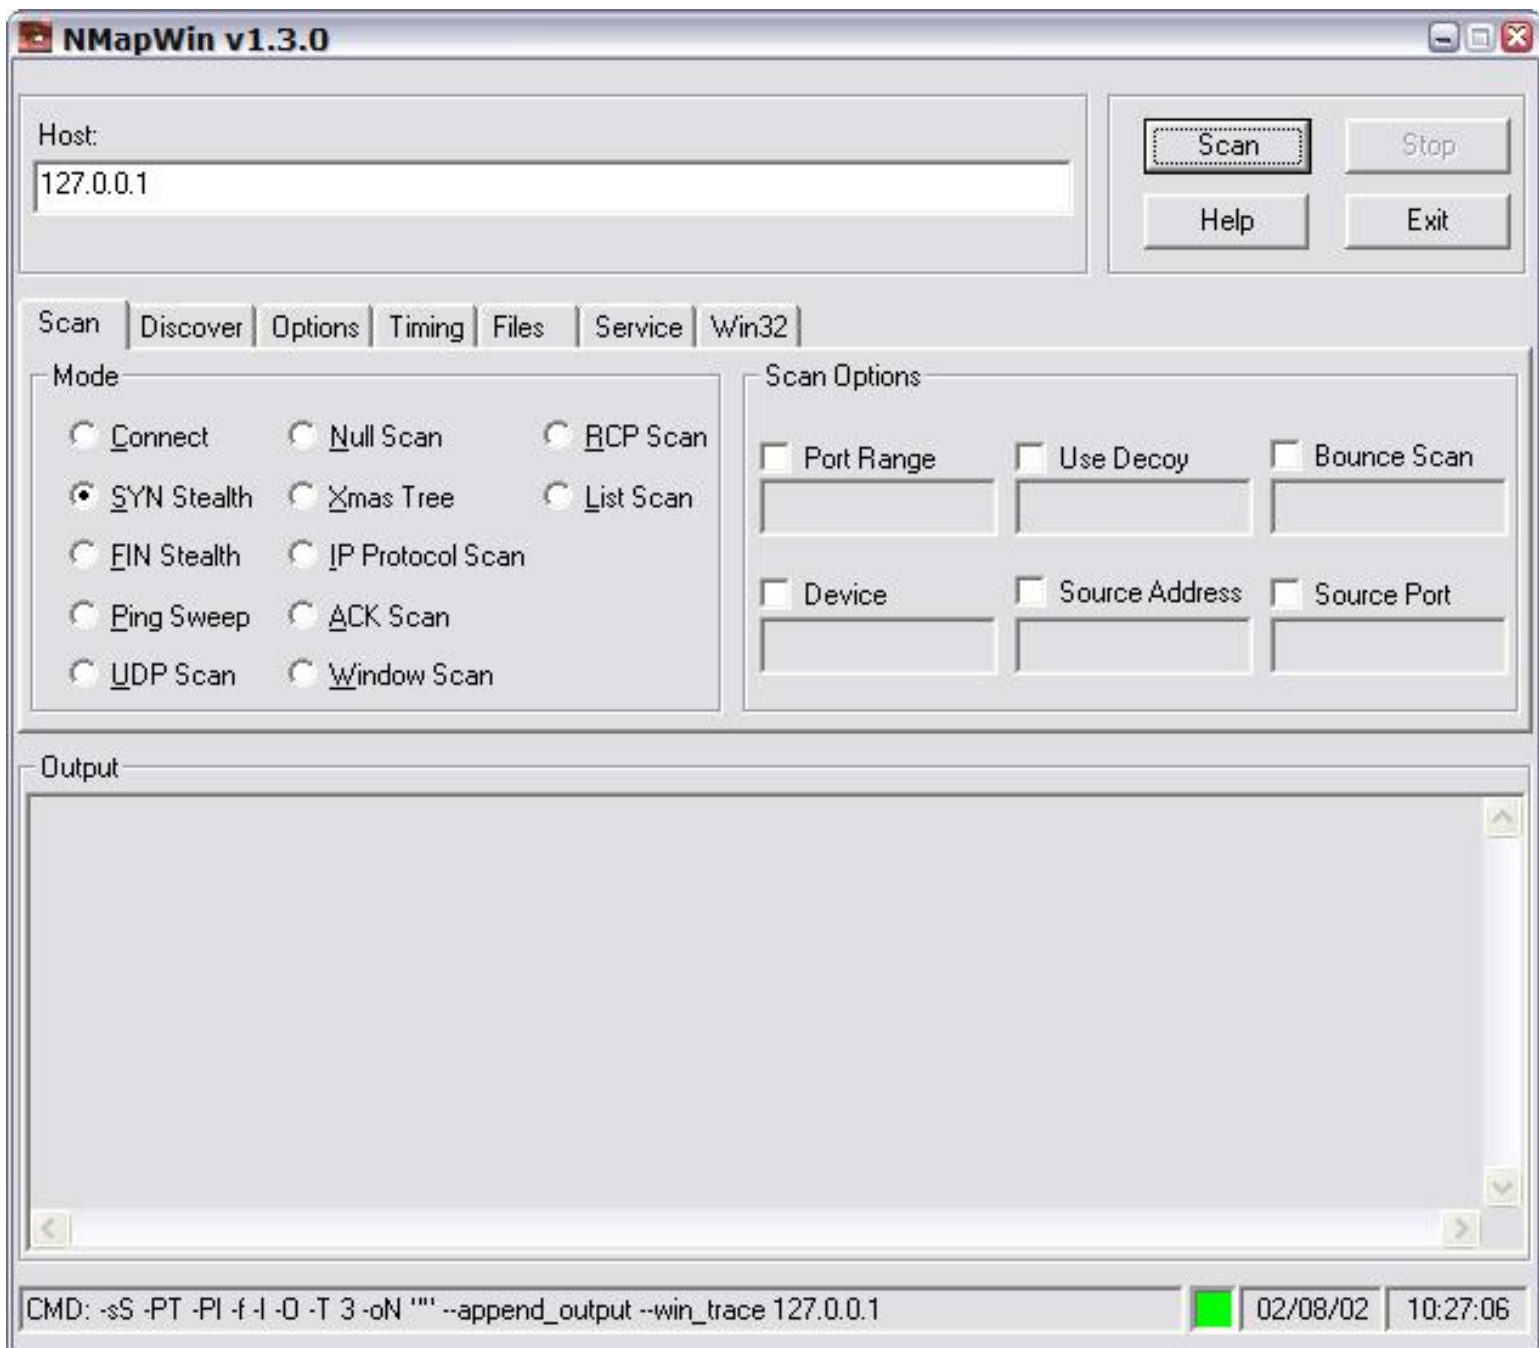 NMapWin v1.3.0
Host:
127.0.0.1
Scan
Stop
Help
Exit
Scan Discover Options Timing Files Service Win32
Mode
Connect
SYN Stealth
FIN Stealth
Ping Sweep
UDP Scan
Null Scan
Xmas Tree
IP Protocol Scan
ACK Scan
Window Scan
RCP Scan
List Scan
Scan Options
Port Range
Use Decoy
Bounce Scan
Device
Source Address
Source Port
Output
CMD: -sS -PT -PI -f -I -O -T 3 -oN "" --append_output --win_trace 127.0.0.1
02/08/02
10:27:06